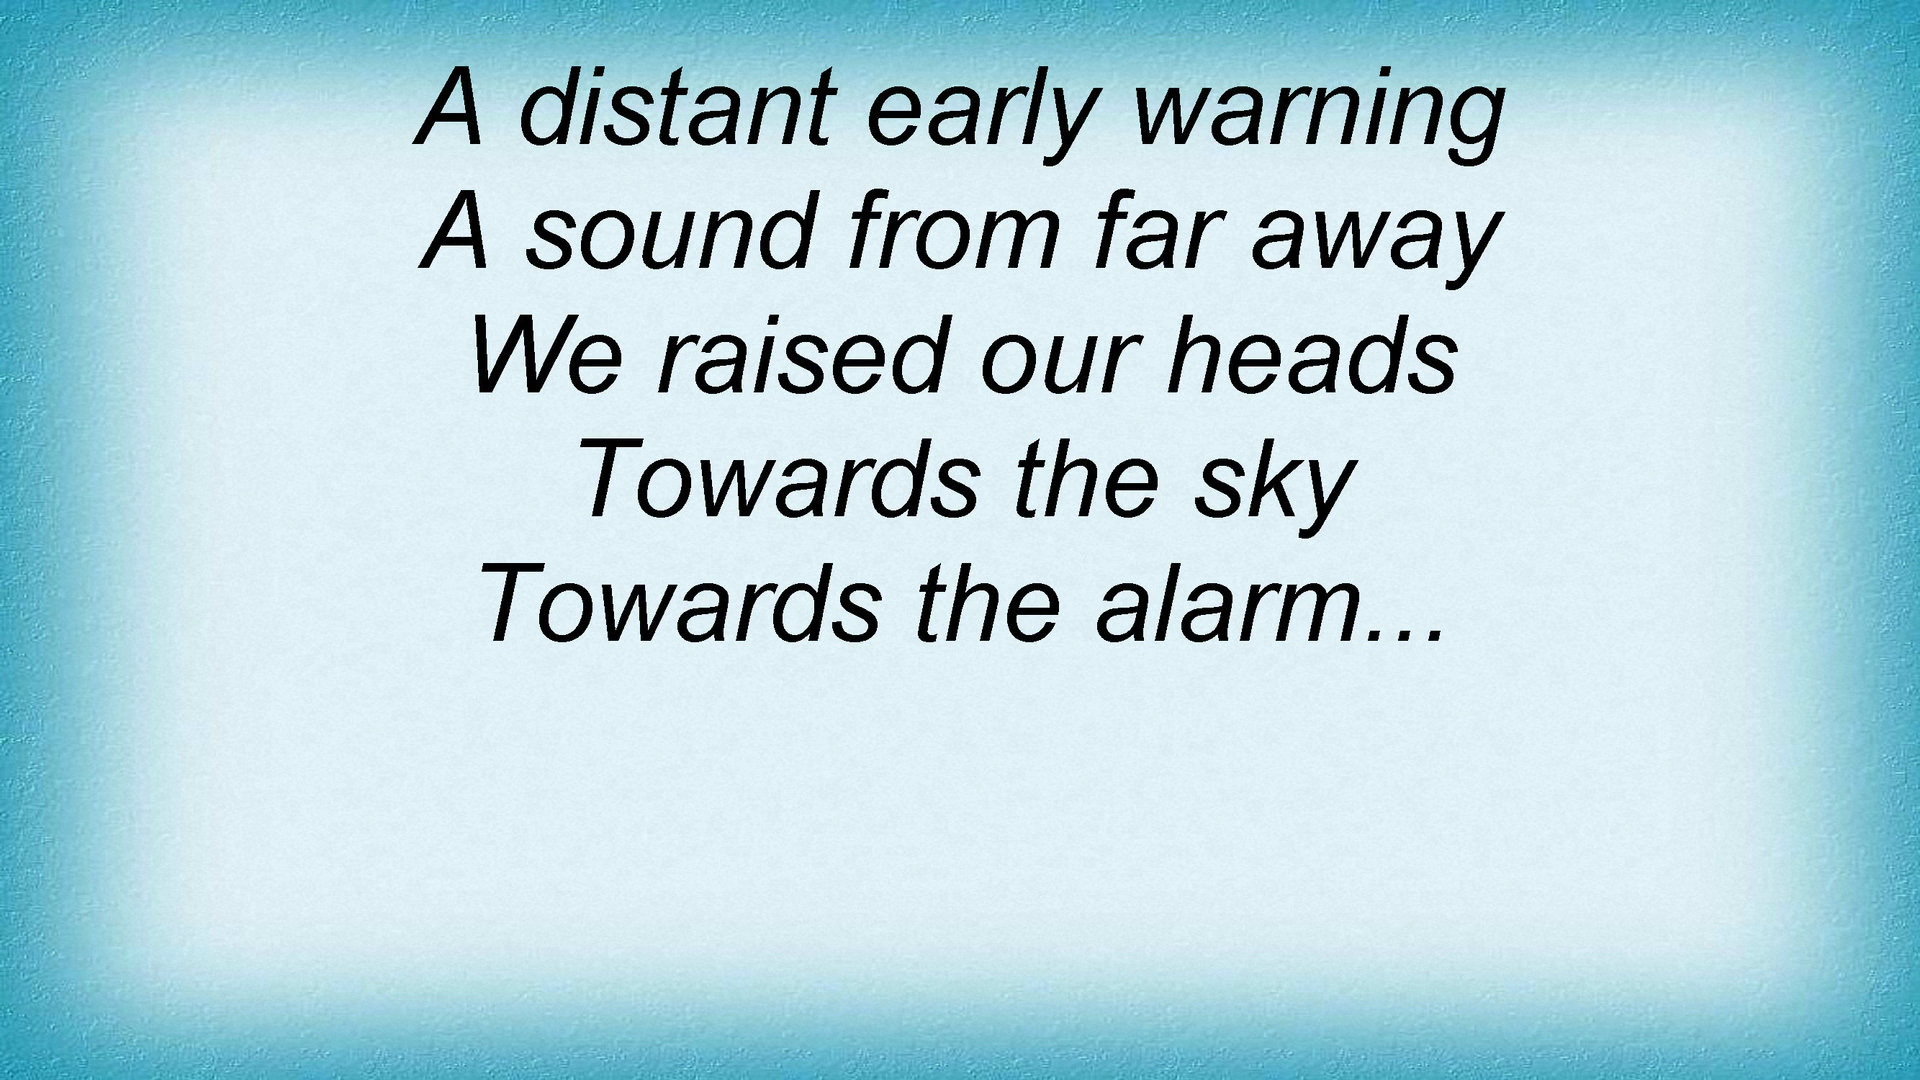 A distant early warning
A sound from far away
We raised our heads
Towards the sky
Towards the alarm...